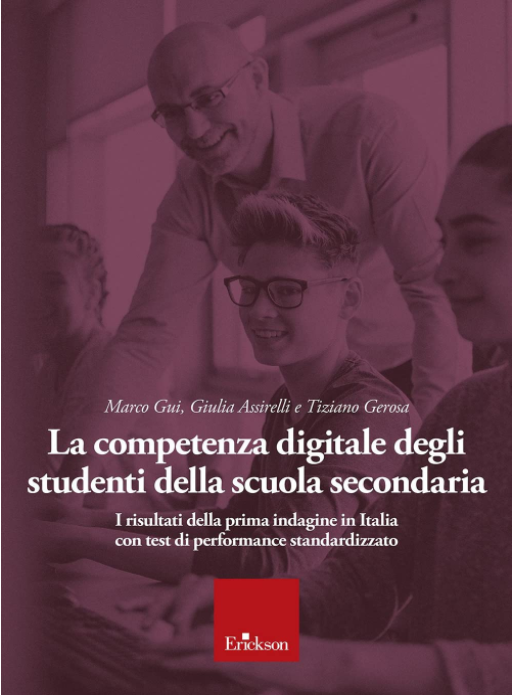 Marco Gui, Giulia Assirelli e Tiziano Gerosa
La competenza digitale degli
studenti della scuola secondaria
I risultati della prima indagine in Italia
con test di performance standardizzato
Erickson